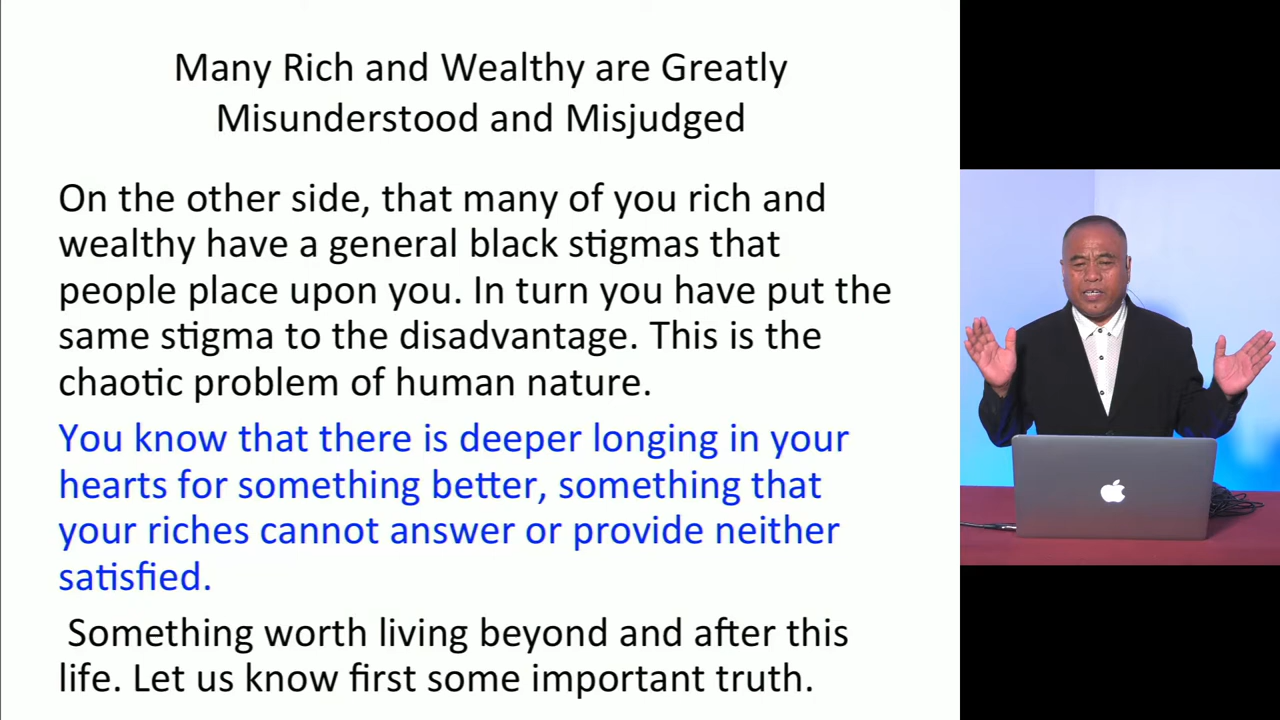 Many Rich and Wealthy are Greatly
Misunderstood and Misjudged
On the other side, that many of you rich and
wealthy have a general black stigmas that
people place upon you. In turn you have put the
same stigma to the disadvantage. This is the
chaotic problem of human nature.
You know that there is deeper longing in your
hearts for something better, something that
your riches cannot answer or provide neither
satisfied.
Something worth living beyond and after this
life. Let us know first some important truth.